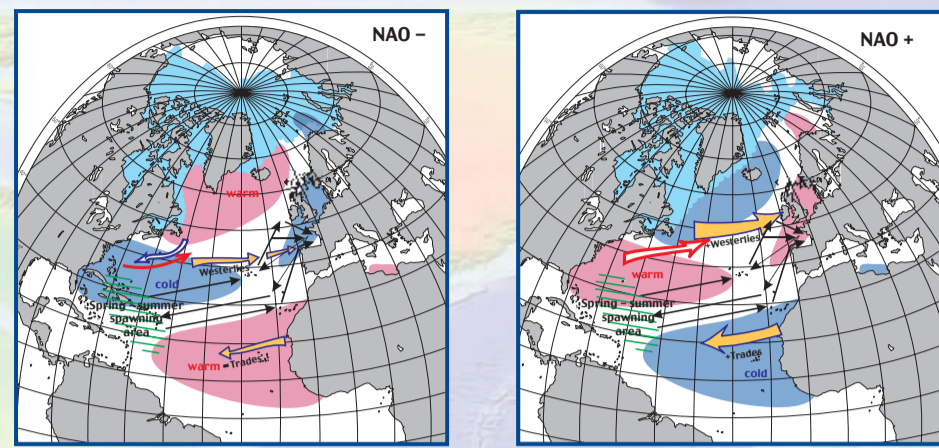 NAO –
warm
Westerlies
cold
Spring – summer
spawning
area
warm
Trades
NAO +
+Westerlies
warm
Spring – summer
spawning
area
+Trades
cold